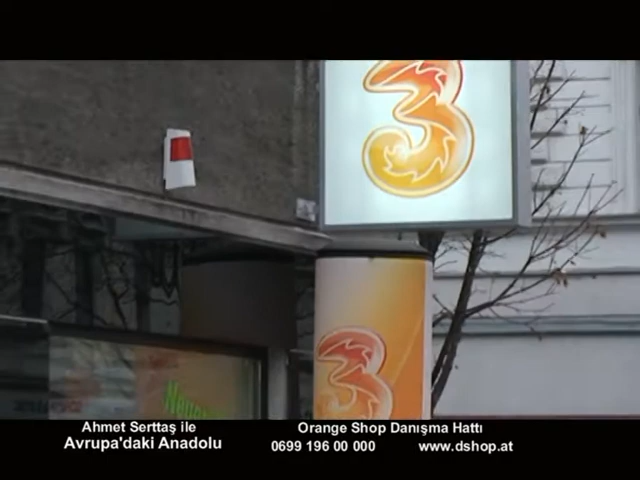 3
3
Ahmet Serttaş ile
Avrupa'daki Anadolu
Orange Shop Danışma Hattı
0699 196 00 000
www.dshop.at